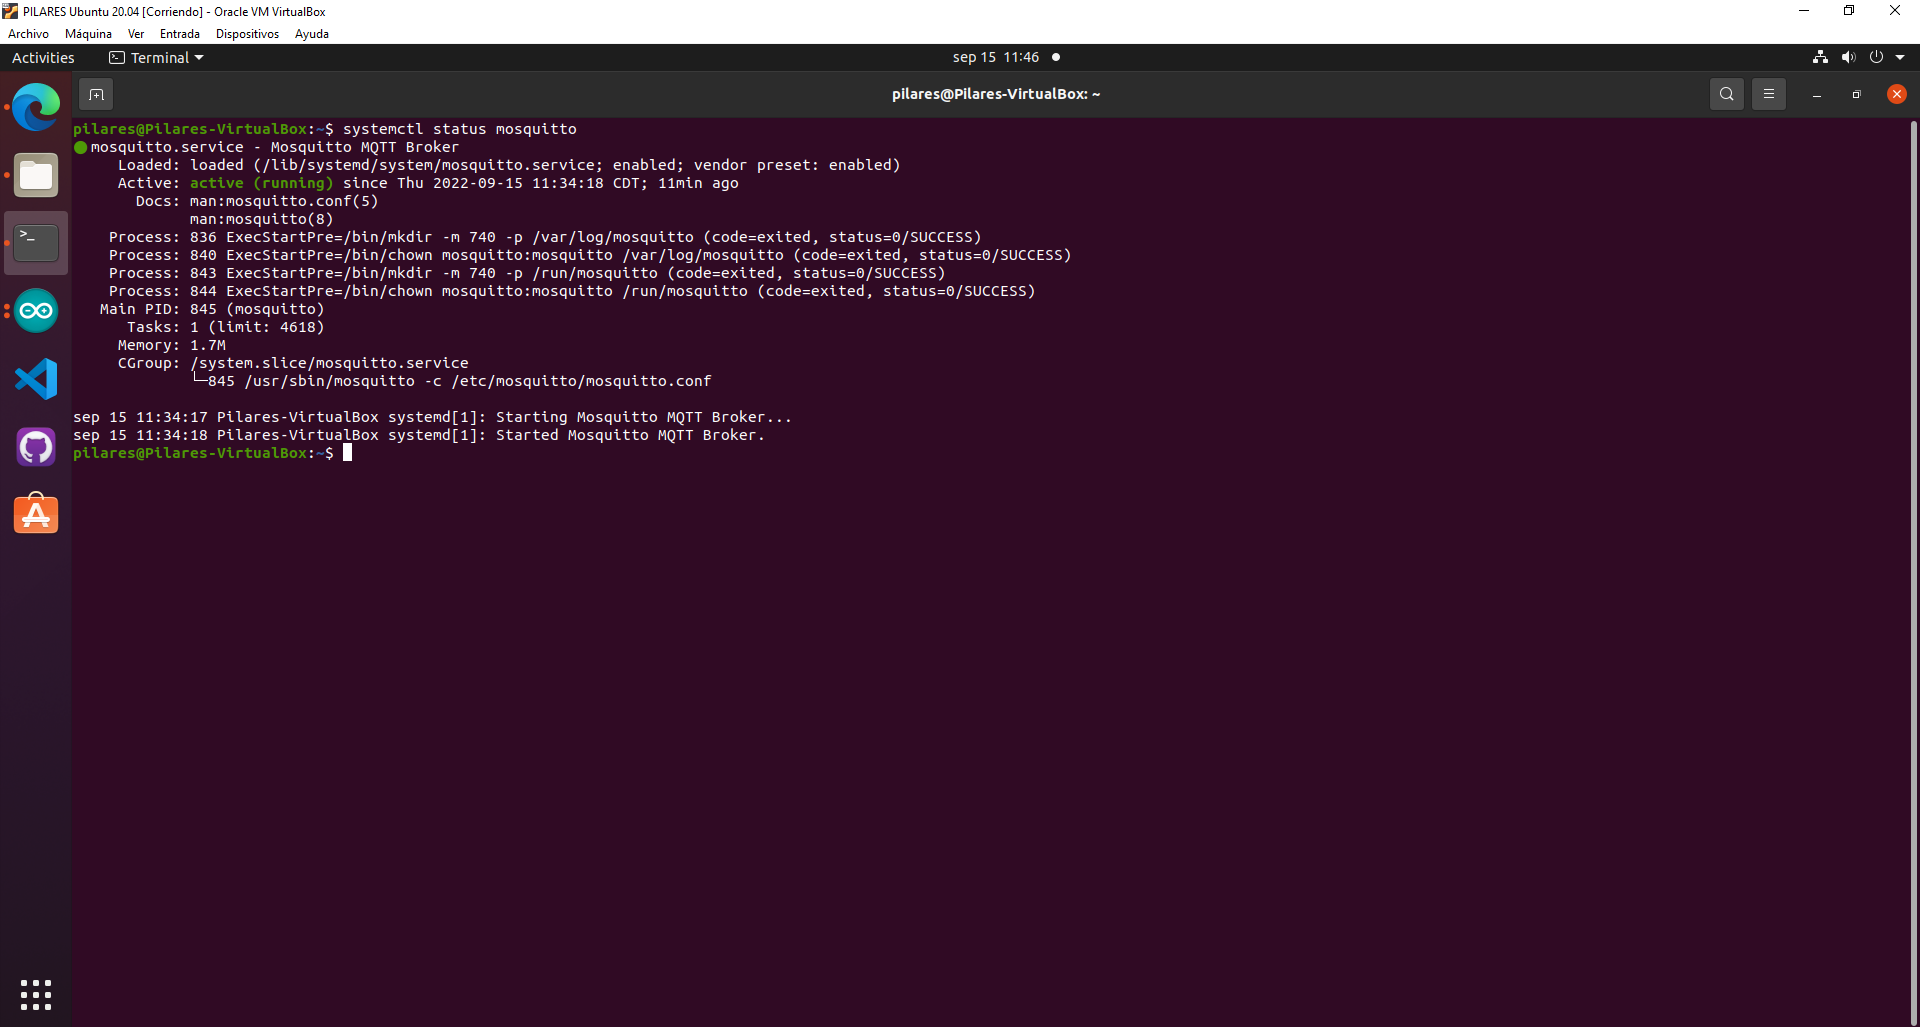 PILARES Ubuntu 20.04 [Corriendo] - Oracle VM VirtualBox
Archivo Máquina Ver Entrada Dispositivos Ayuda
Activities Terminal sep 15 11:46
pilares@Pilares-VirtualBox: ~
pilares@Pilares-VirtualBox:~$ systemctl status mosquitto
mosquitto.service - Mosquitto MQTT Broker
Loaded: loaded (/lib/systemd/system/mosquitto.service; enabled; vendor preset: enabled)
Active: active (running) since Thu 2022-09-15 11:34:18 CDT; 11min ago
Docs: man:mosquitto.conf(5)
man:mosquitto(8)
Process: 836 ExecStartPre=/bin/mkdir -m 740 -p /var/log/mosquitto (code=exited, status=0/SUCCESS)
Process: 840 ExecStartPre=/bin/chown mosquitto:mosquitto /var/log/mosquitto (code=exited, status=0/SUCCESS)
Process: 843 ExecStartPre=/bin/mkdir -m 740 -p /run/mosquitto (code=exited, status=0/SUCCESS)
Process: 844 ExecStartPre=/bin/chown mosquitto:mosquitto /run/mosquitto (code=exited, status=0/SUCCESS)
Main PID: 845 (mosquitto)
Tasks: 1 (limit: 4618)
Memory: 1.7M
CGroup: /system.slice/mosquitto.service
└─845 /usr/sbin/mosquitto -c /etc/mosquitto/mosquitto.conf
sep 15 11:34:17 Pilares-VirtualBox systemd[1]: Starting Mosquitto MQTT Broker...
sep 15 11:34:18 Pilares-VirtualBox systemd[1]: Started Mosquitto MQTT Broker.
pilares@Pilares-VirtualBox:~$